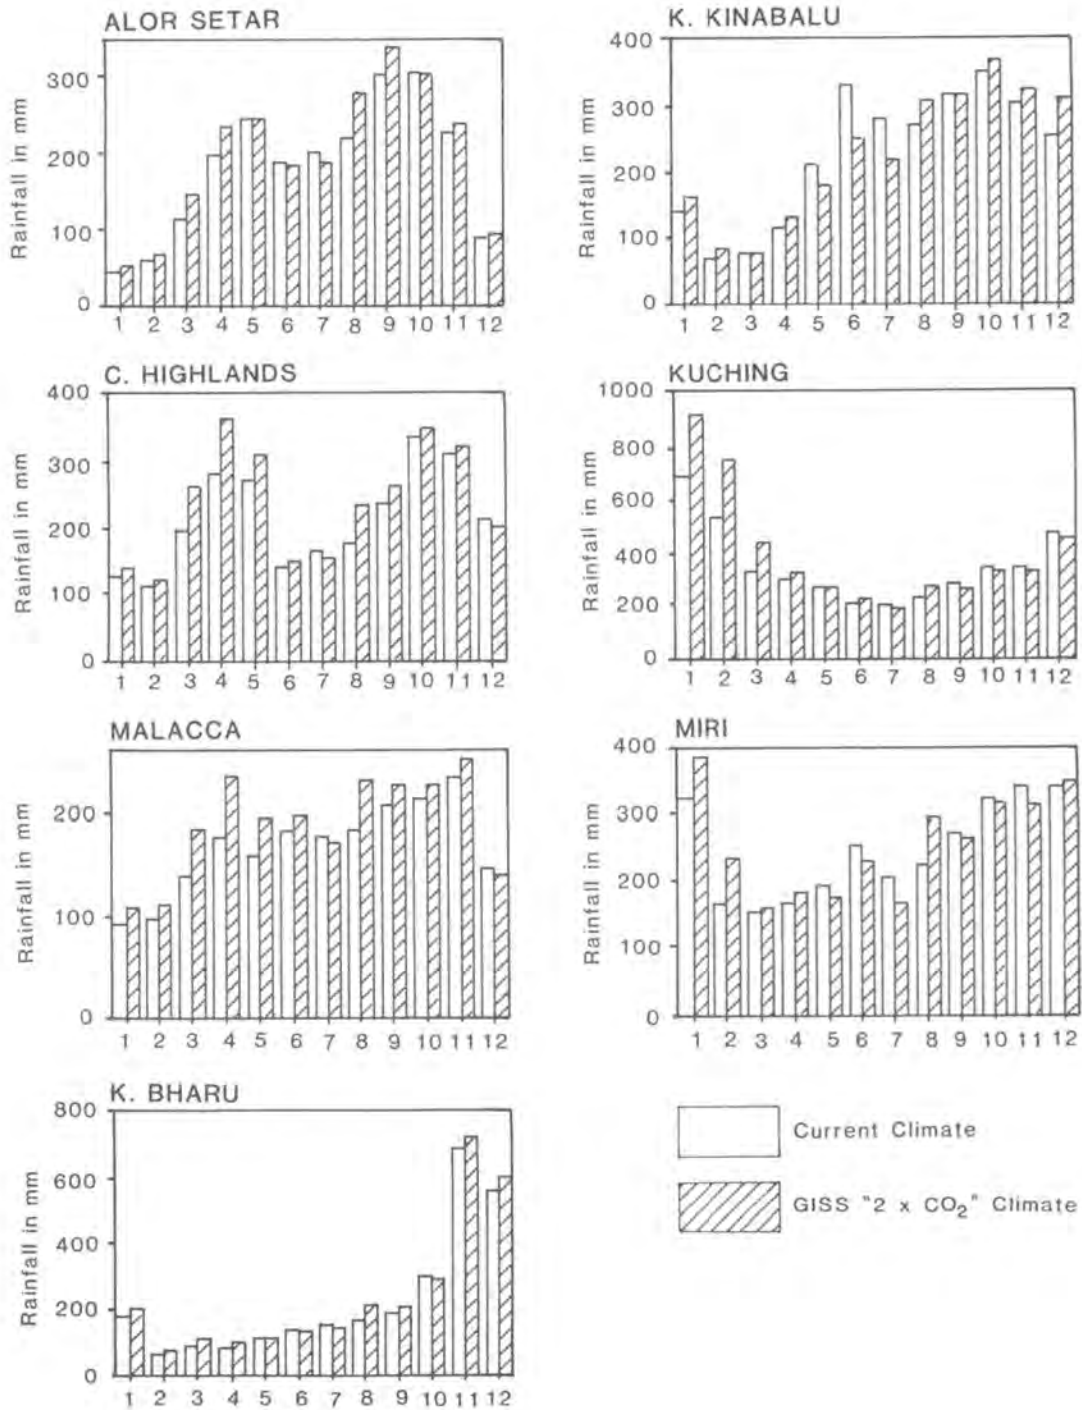 ALOR SETAR
Rainfall in mm
300
200
100
0
1 2 3 4 5 6 7 8 9 10 11 12
K. KINABALU
Rainfall in mm
400
300
200
100
0
1 2 3 4 5 6 7 8 9 10 11 12
C. HIGHLANDS
Rainfall in mm
400
300
200
100
0
1 2 3 4 5 6 7 8 9 10 11 12
KUCHING
Rainfall in mm
1000
800
600
400
200
0
1 2 3 4 5 6 7 8 9 10 11 12
MALACCA
Rainfall in mm
200
100
0
1 2 3 4 5 6 7 8 9 10 11 12
MIRI
Rainfall in mm
400
300
200
100
0
1 2 3 4 5 6 7 8 9 10 11 12
K. BHARU
Rainfall in mm
800
600
400
200
0
1 2 3 4 5 6 7 8 9 10 11 12
Current Climate
GISS "2 x CO₂" Climate